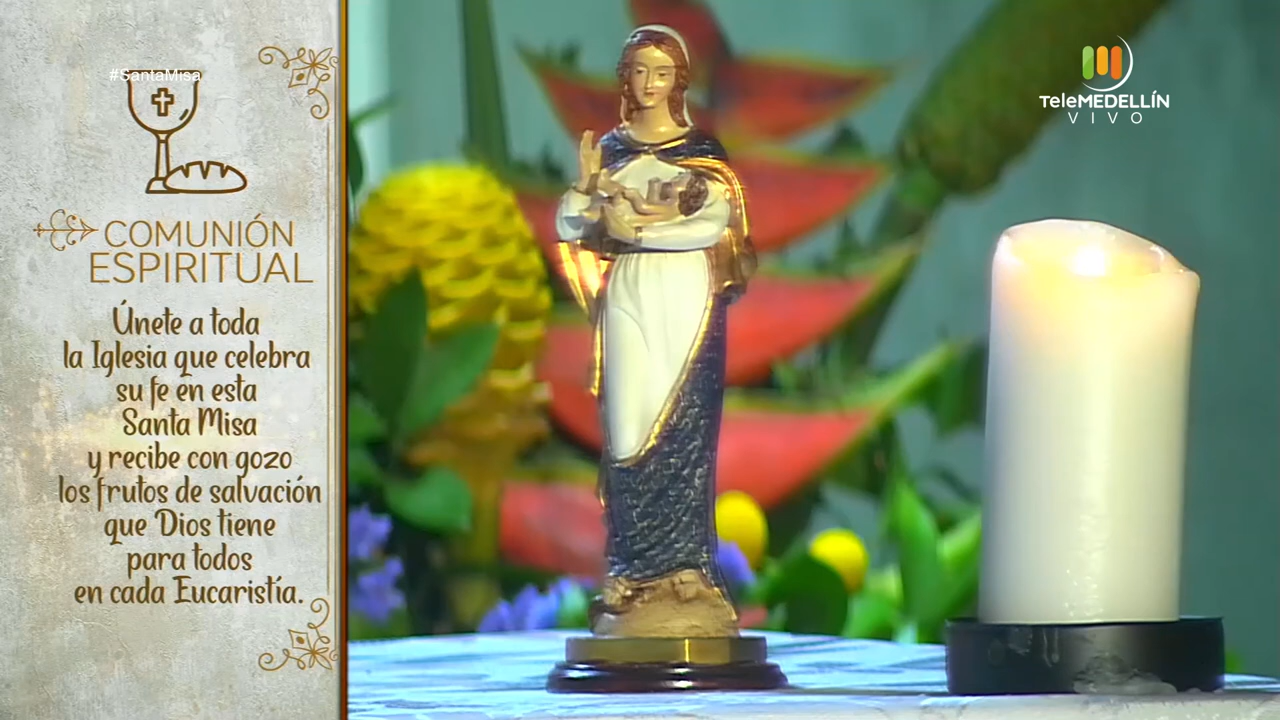 #SantaMisa
COMUNIÓN
ESPIRITUAL
Únete a toda
la Iglesia que celebra
su fe en esta
Santa Misa
y recibe con gozo
los frutos de salvación
que Dios tiene
para todos
en cada Eucaristía.
TeleMEDELLÍN
VIVO